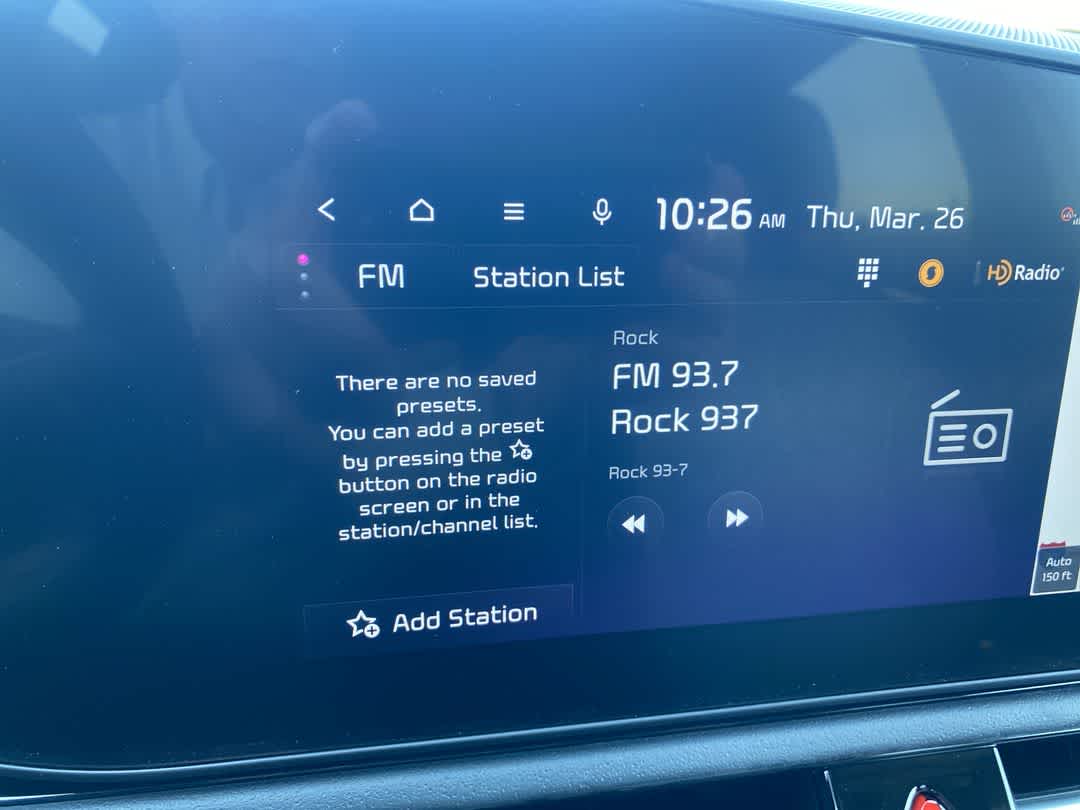 10:26 AM Thu, Mar. 26
FM Station List HD Radio
There are no saved
presets.
You can add a preset
by pressing the
button on the radio
screen or in the
station/channel list.
Add Station
Rock
FM 93.7
Rock 937
Rock 93-7
Auto
150 ft